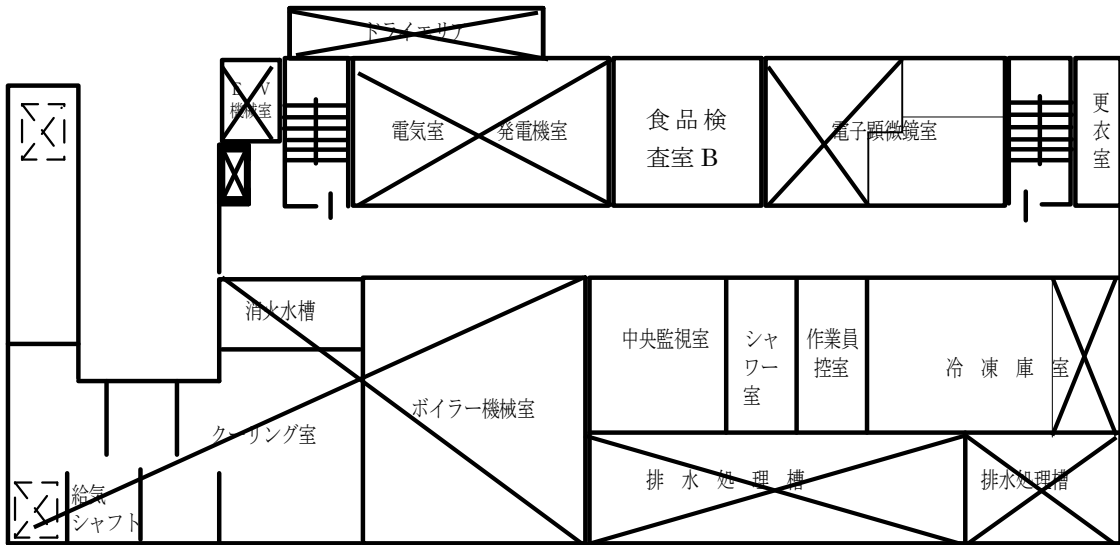 ドライエリア
ＥＶ
機械室
電気室
発電機室
食品検
査室 B
電子顕微鏡室
更
衣
室
消火水槽
中央監視室
シャ
ワー
室
作業員
控室
冷凍庫室
ボイラー機械室
クーリング室
給気
シャフト
排水処理槽
排水処理槽